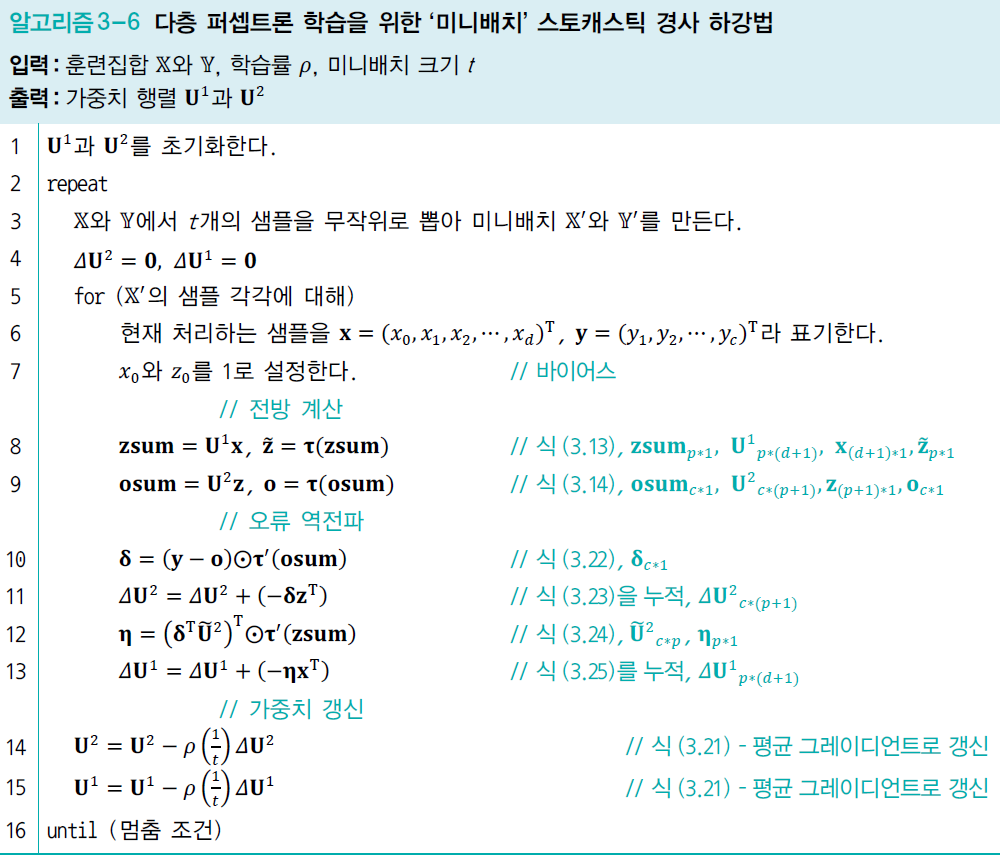 알고리즘 3-6 다층 퍼셉트론 학습을 위한 '미니배치' 스토캐스틱 경사 하강법
입력: 훈련집합 𝕏와 𝕐, 학습률 ρ, 미니배치 크기 t
출력: 가중치 행렬 U¹과 U²
1 U¹과 U²를 초기화한다.
2 repeat
3 𝕏와 𝕐에서 t개의 샘플을 무작위로 뽑아 미니배치 𝕏′와 𝕐′를 만든다.
4 ΔU² = 0, ΔU¹ = 0
5 for (𝕏′의 샘플 각각에 대해)
6 현재 처리하는 샘플을 x = (x₀, x₁, x₂, ⋯, x_d)ᵀ, y = (y₁, y₂, ⋯, y_c)ᵀ라 표기한다.
7 x₀와 z₀를 1로 설정한다. // 바이어스
// 전방 계산
8 zsum = U¹x, z̃ = τ(zsum) // 식 (3.13), zsum_{p*1}, U¹_{p*(d+1)}, x_{(d+1)*1}, z̃_{p*1}
9 osum = U²z, o = τ(osum) // 식 (3.14), osum_{c*1}, U²_{c*(p+1)}, z_{(p+1)*1}, o_{c*1}
// 오류 역전파
10 δ = (y − o)⊙τ′(osum) // 식 (3.22), δ_{c*1}
11 ΔU² = ΔU² + (−δzᵀ) // 식 (3.23)을 누적, ΔU²_{c*(p+1)}
12 η = (δᵀŨ²)ᵀ⊙τ′(zsum) // 식 (3.24), Ũ²_{c*p}, η_{p*1}
13 ΔU¹ = ΔU¹ + (−ηxᵀ) // 식 (3.25)를 누적, ΔU¹_{p*(d+1)}
// 가중치 갱신
14 U² = U² − ρ(1/t)ΔU² // 식 (3.21) - 평균 그레이디언트로 갱신
15 U¹ = U¹ − ρ(1/t)ΔU¹ // 식 (3.21) - 평균 그레이디언트로 갱신
16 until (멈춤 조건)